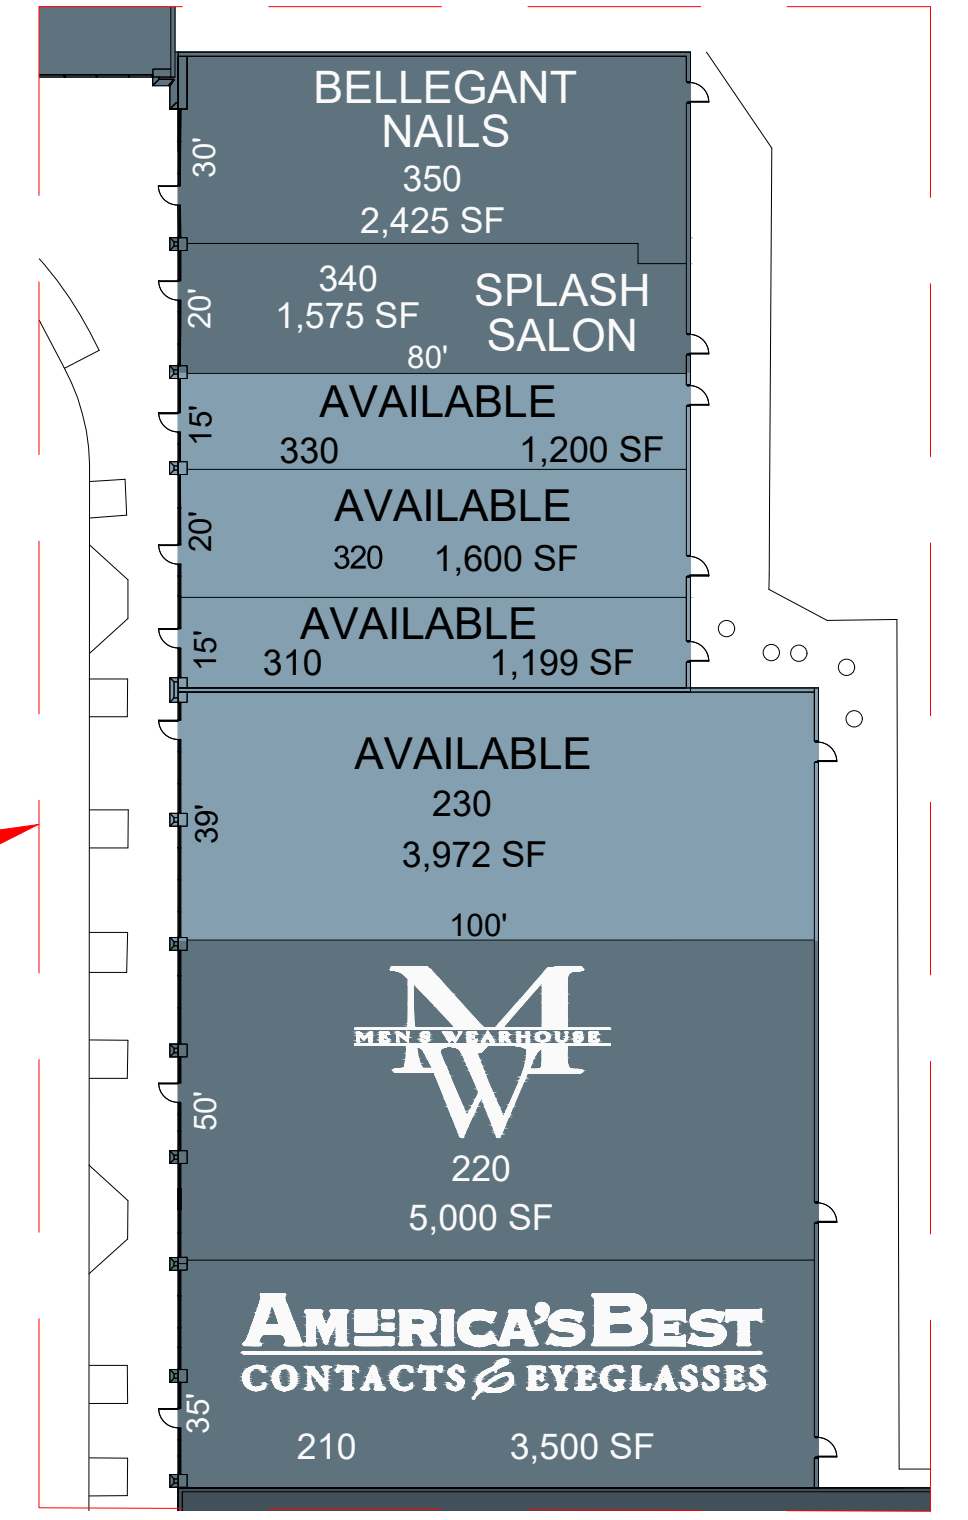 BELLEGANT
NAILS
30'
350
2,425 SF
340
1,575 SF
SPLASH
SALON
20'
80'
AVAILABLE
15'
330 1,200 SF
AVAILABLE
20'
320 1,600 SF
AVAILABLE
15'
310 1,199 SF
AVAILABLE
230
39'
3,972 SF
100'
MW
MEN'S WEARHOUSE
50'
220
5,000 SF
AMERICA'S BEST
CONTACTS & EYEGLASSES
35'
210 3,500 SF